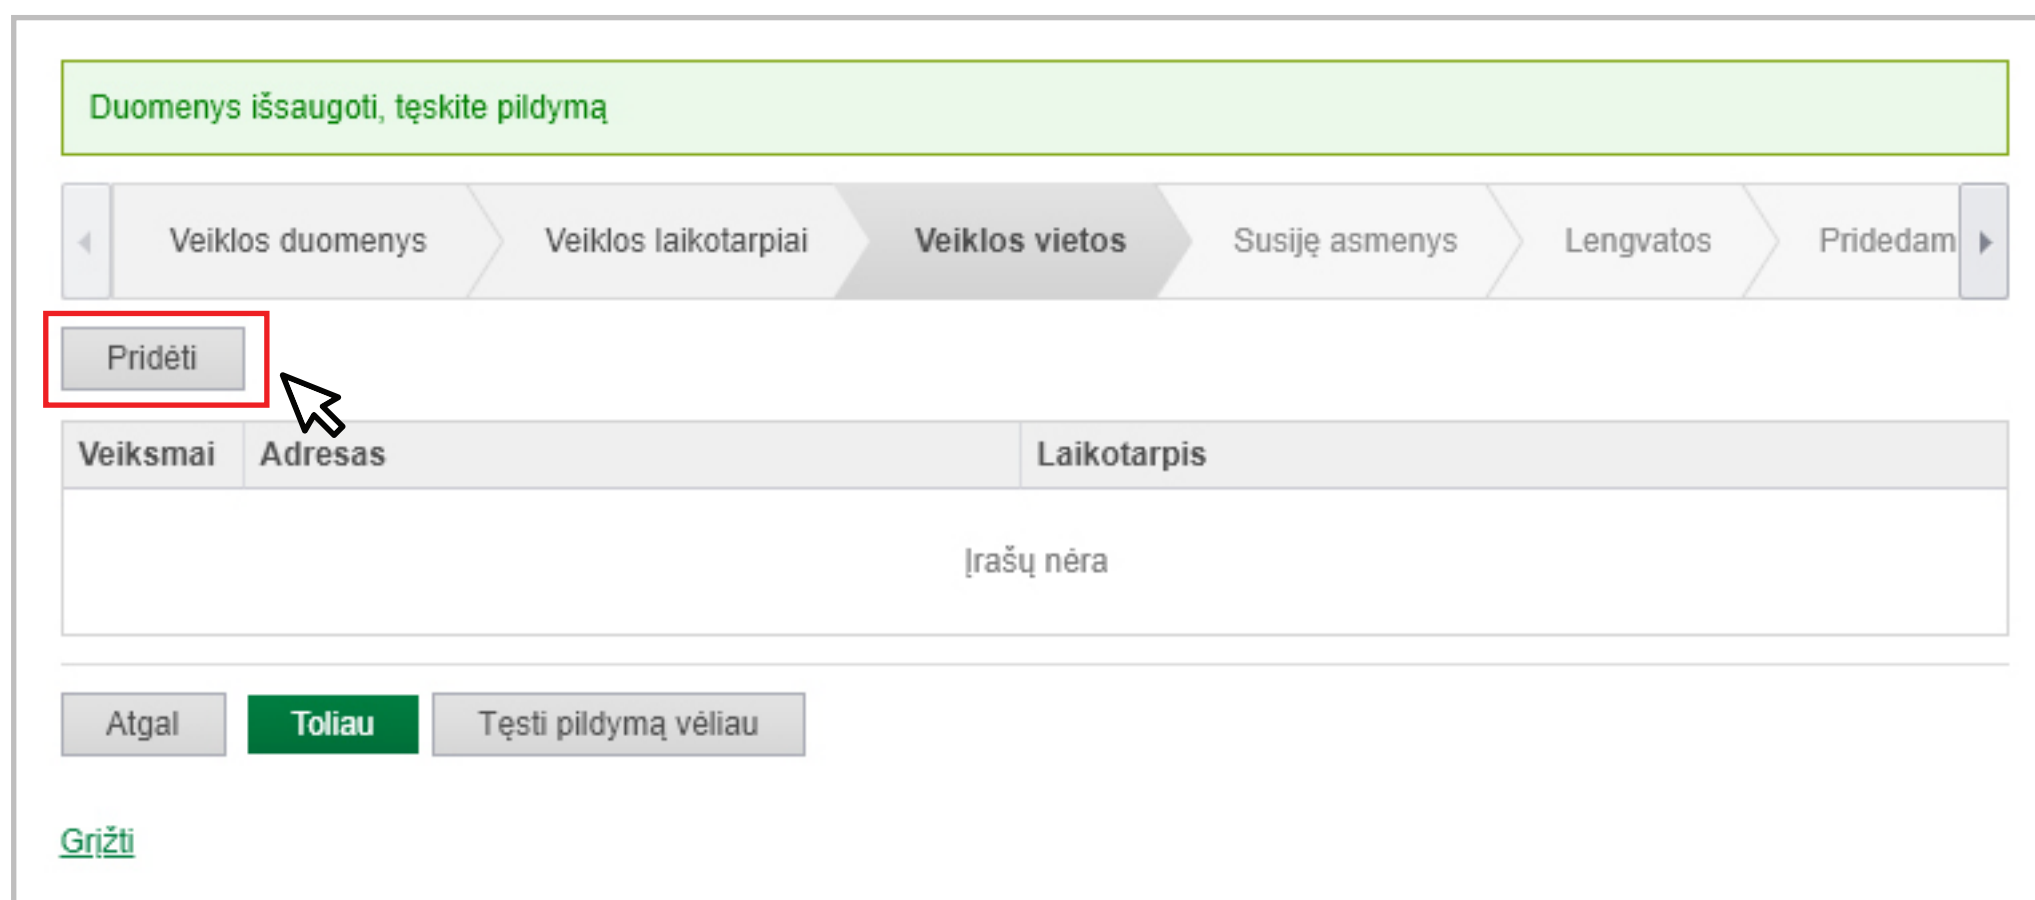 Duomenys išsaugoti, tęskite pildymą
Veiklos duomenys Veiklos laikotarpiai Veiklos vietos Susiję asmenys Lengvatos Pridedam
Pridėti
Veiksmai Adresas Laikotarpis
Įrašų nėra
Atgal Toliau Tęsti pildymą vėliau
Grįžti